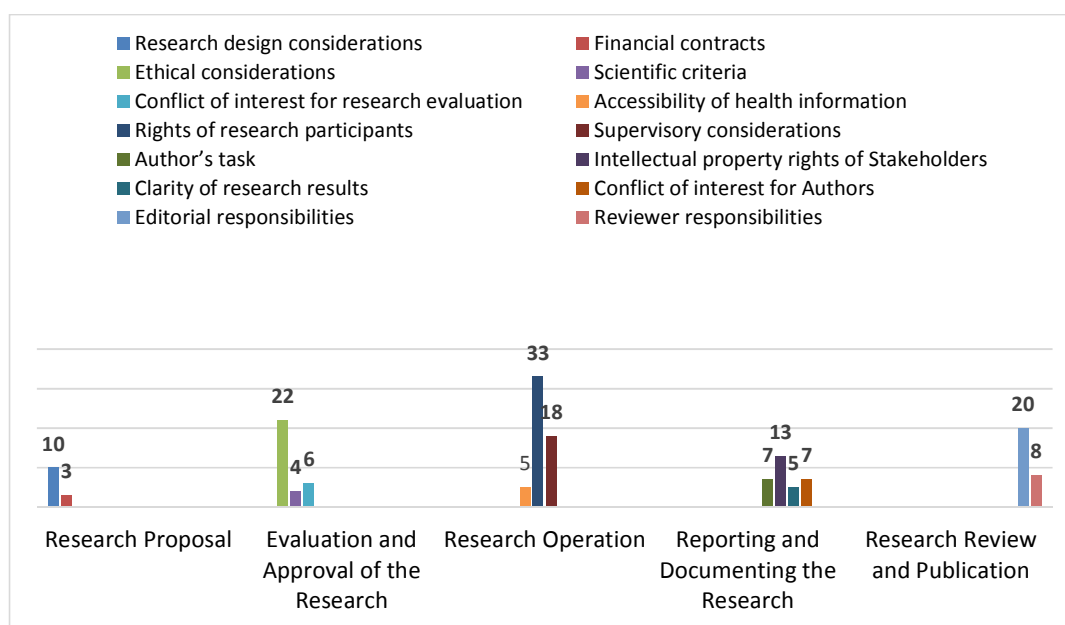 Research design considerations
Financial contracts
Ethical considerations
Scientific criteria
Conflict of interest for research evaluation
Accessibility of health information
Rights of research participants
Supervisory considerations
Author's task
Intellectual property rights of Stakeholders
Clarity of research results
Conflict of interest for Authors
Editorial responsibilities
Reviewer responsibilities
10
3
22
4
6
5
33
18
7
13
5
7
20
8
Research Proposal
Evaluation and
Approval of the
Research
Research Operation
Reporting and
Documenting the
Research
Research Review
and Publication